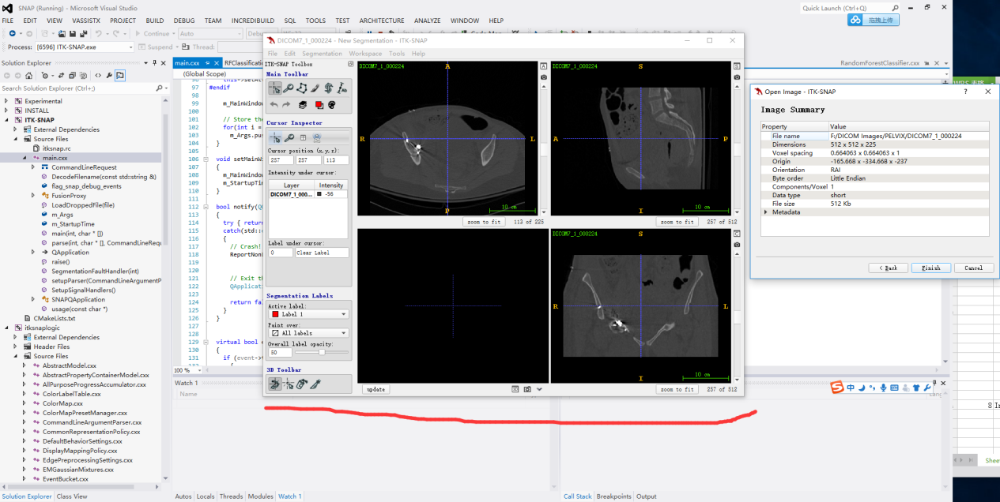 SNAP (Running) - Microsoft Visual Studio
Quick Launch (Ctrl+Q)
FILE EDIT VIEW VASSISTX PROJECT BUILD DEBUG TEAM INCREDIBUILD SQL TOOLS TEST ARCHITECTURE ANALYZE WINDOW HELP
拖拽上传
Continue Auto
Process: [6596] ITK-SNAP.exe Suspend Thread:
Solution Explorer
Search Solution Explorer (Ctrl+;)
Experimental
INSTALL
ITK-SNAP
External Dependencies
Source Files
itksnap.rc
main.cxx
CommandLineRequest
DecodeFilename(const std::string &)
flag_snap_debug_events
FusionProxy
LoadDroppedFile(file)
m_Args
m_StartupTime
main(int, char * [])
parse(int, char * [], CommandLineRequ
QApplication
raise()
SegmentationFaultHandler(int)
setupParser(CommandLineArgumentP
SetupSignalHandlers()
SNAPQApplication
usage(const char *)
CMakeLists.txt
itksnaplogic
External Dependencies
Header Files
Source Files
AbstractModel.cxx
AbstractPropertyContainerModel.cxx
AllPurposeProgressAccumulator.cxx
ColorLabelTable.cxx
ColorMap.cxx
ColorMapPresetManager.cxx
CommandLineArgumentParser.cxx
CommonRepresentationPolicy.cxx
DefaultBehaviorSettings.cxx
DisplayMappingPolicy.cxx
EdgePreprocessingSettings.cxx
EMGaussianMixtures.cxx
EventBucket.cxx
Solution Explorer Class View
main.cxx RFClassificatio
RandomForestClassifier.cxx
(Global Scope)
97 #endif
98
99 m_MainWindow
100
101 // Store the
102 for(int i =
103 m_Args.pus
104 }
105
106 void setMainWi
107 {
108 m_MainWindow
109 m_StartupTime
110 }
111
112 bool notify(QO
113 {
114 try { return
115 catch(std::e
116 {
117 // Crash!
118 ReportNonl
119
120
121 // Exit th
122 QApplicati
123
124 return fal
125 }
126 }
127
128
129 virtual bool e
130 {
131 if (event->t
100 %
Watch 1
Name
Autos Locals Threads Modules Watch 1
Call Stack Breakpoints Output
DICOM7_1_000224 - New Segmentation - ITK-SNAP
File Edit Segmentation Workspace Tools Help
ITK-SNAP Toolbox
Main Toolbar
Cursor Inspector
Cursor position (x,y,z):
257 257 113
Intensity under cursor:
Layer Intensity
DICOM7_1_000... -56
Label under cursor:
0 Clear Label
Segmentation Labels
Active label:
Label 1
Paint over:
All labels
Overall label opacity:
50
3D Toolbar
DICOM7_1_000224
A
R
L
P
10 cm
zoom to fit 113 of 225
DICOM7_1_000224
S
A
P
I
10 cm
zoom to fit 257 of 512
update
DICOM7_1_000224
S
R
L
I
10 cm
zoom to fit 257 of 512
Open Image - ITK-SNAP
Image Summary
Property Value
File name F:/DICOM Images/PELVIX/DICOM7_1_000224
Dimensions 512 x 512 x 225
Voxel spacing 0.664063 x 0.664063 x 1
Origin -165.668 x -334.668 x -237
Orientation RAI
Byte order Little Endian
Components/Voxel 1
Data type short
File size 512 Kb
Metadata
< Back Finish Cancel
中
Lang
8 In
Sheet